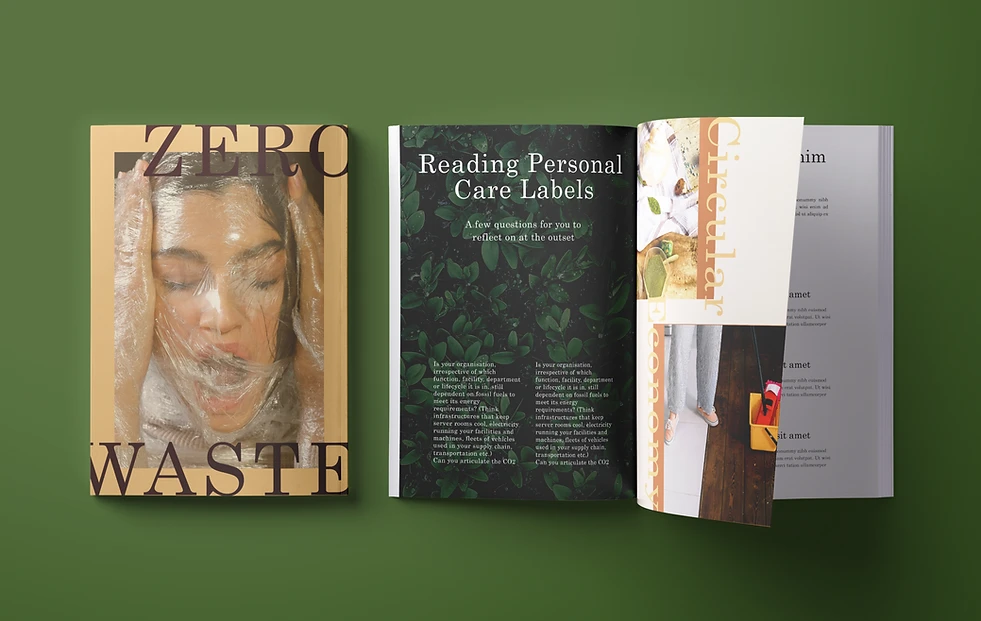 ZERO
WASTE
Reading Personal
Care Labels
A few questions for you to
reflect on at the outset
Is your organisation,
irrespective of which
function, facility, department
or lifecycle it is in, still
dependent on fossil fuels to
meet its energy
requirements? (Think
infrastructures that keep
server rooms cool, electricity
running your facilities and
machines, fleets of vehicles
used in your supply chain,
transportation etc.)
Can you articulate the CO2
Is your organisation,
irrespective of which
function, facility, department
or lifecycle it is in, still
dependent on fossil fuels to
meet its energy
requirements? (Think
infrastructures that keep
server rooms cool, electricity
running your facilities and
machines, fleets of vehicles
used in your supply chain,
transportation etc.)
Can you articulate the CO2
Circular
economy
nim
amet
it amet
sit amet